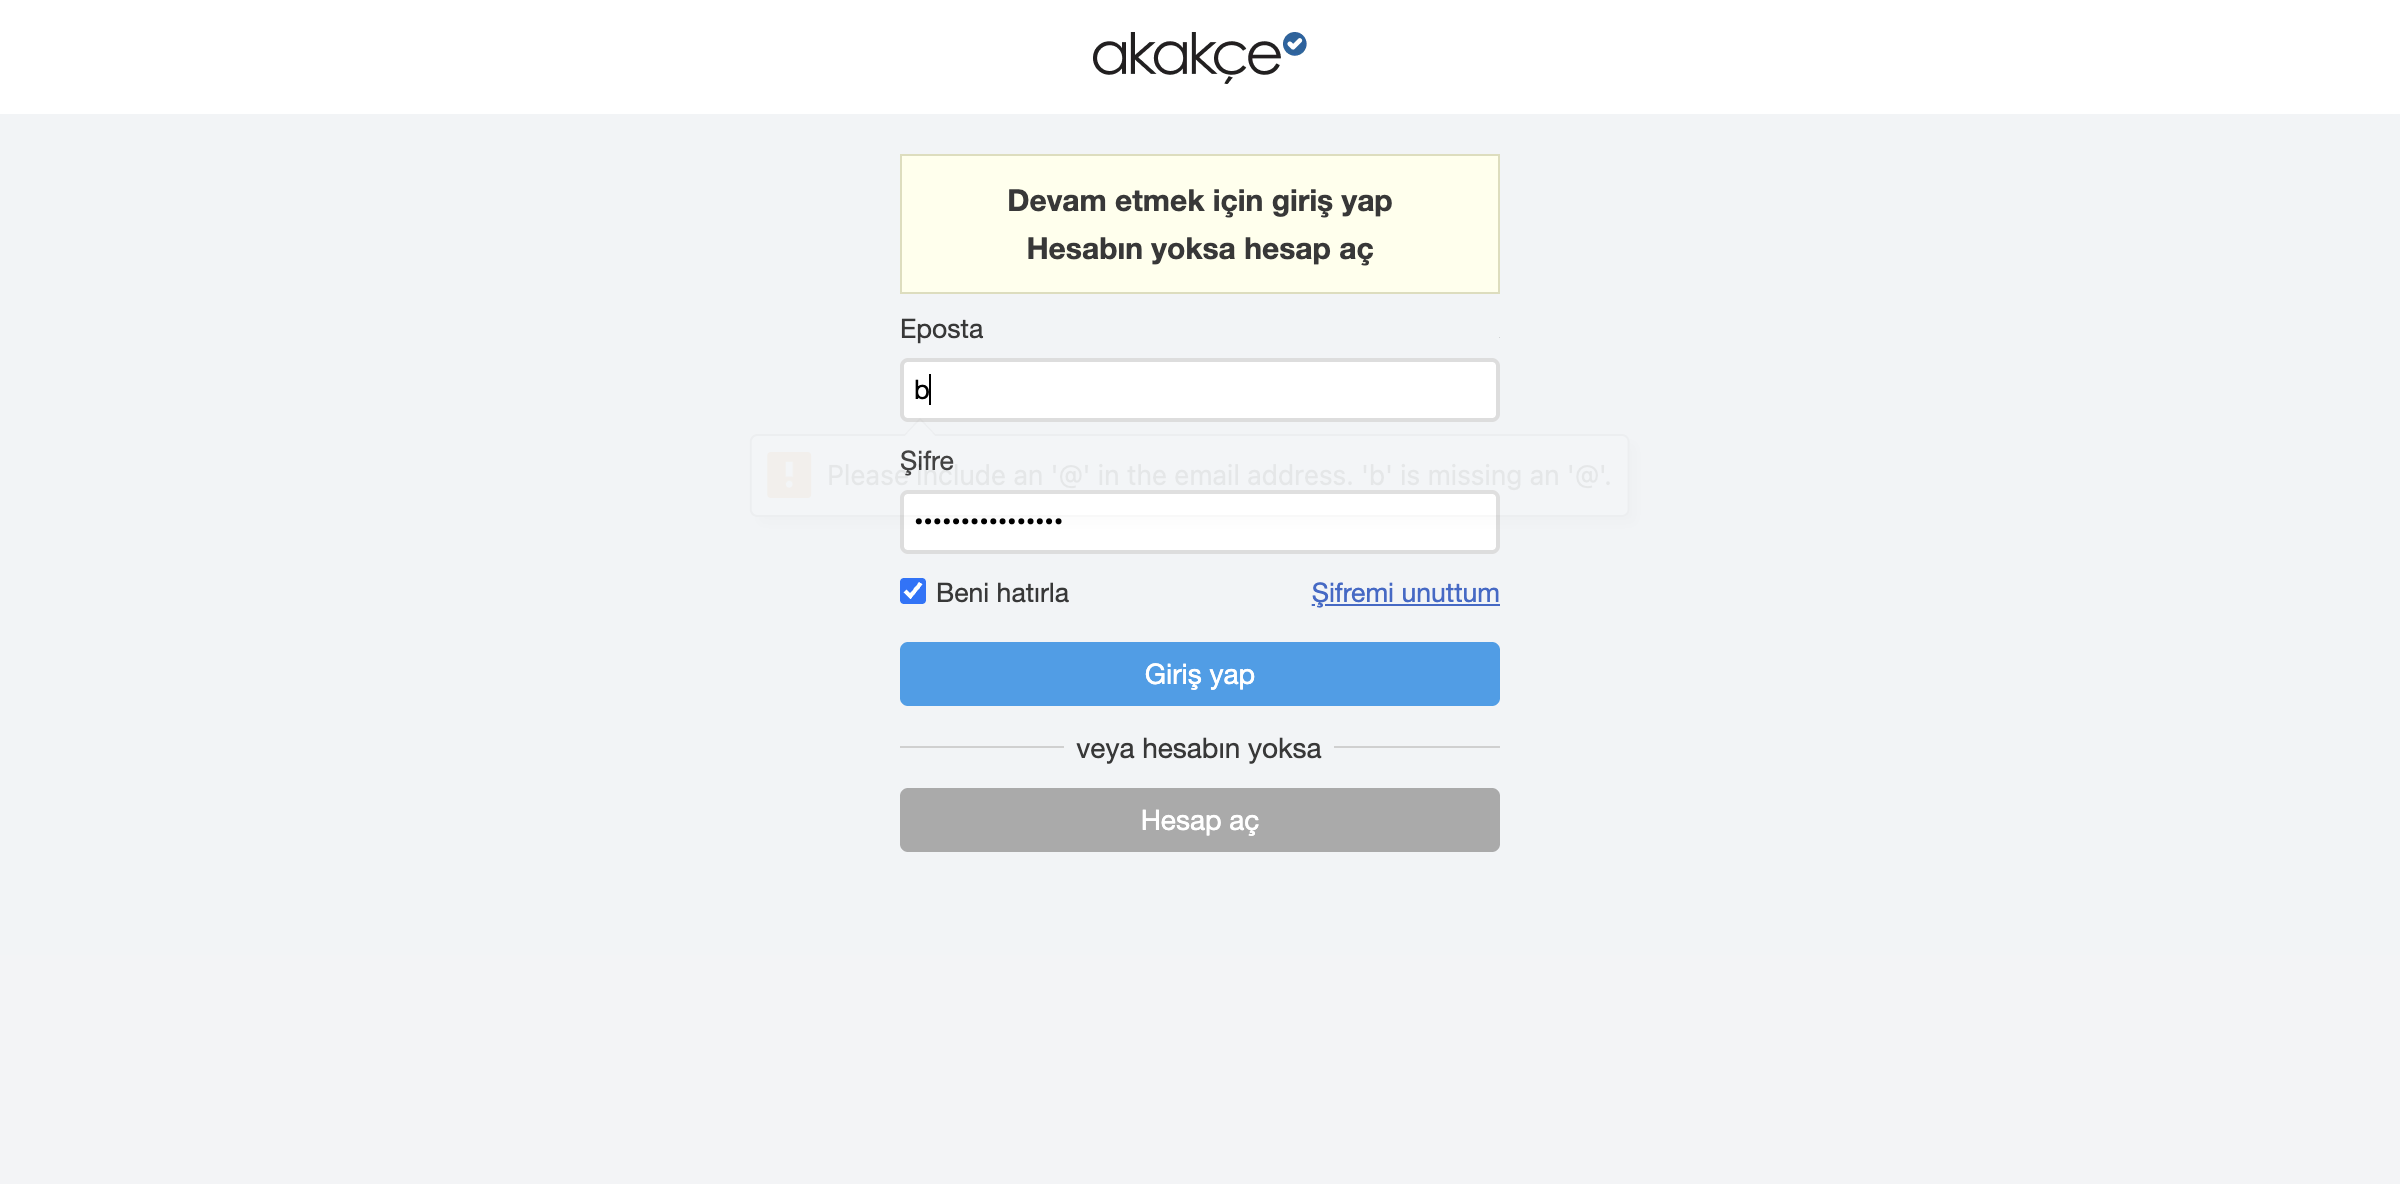 akakçe
Devam etmek için giriş yap
Hesabın yoksa hesap aç
Eposta
b
Please include an '@' in the email address. 'b' is missing an '@'.
Şifre
••••••••••••••••
Beni hatırla
Şifremi unuttum
Giriş yap
veya hesabın yoksa
Hesap aç